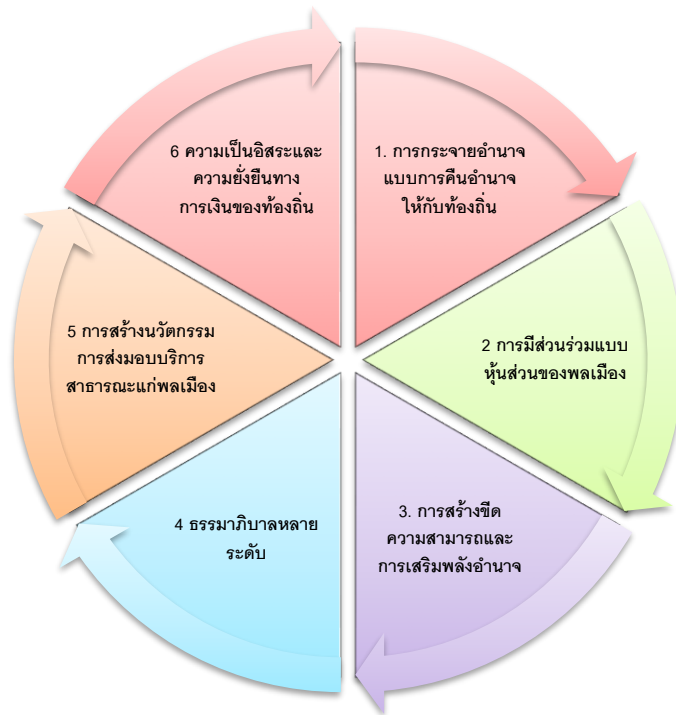 1. การกระจายอำนาจ
แบบการคืนอำนาจ
ให้กับท้องถิ่น
2 การมีส่วนร่วมแบบ
หุ้นส่วนของพลเมือง
3. การสร้างขีด
ความสามารถและ
การเสริมพลังอำนาจ
4 ธรรมาภิบาลหลาย
ระดับ
5 การสร้างนวัตกรรม
การส่งมอบบริการ
สาธารณะแก่พลเมือง
6 ความเป็นอิสระและ
ความยั่งยืนทาง
การเงินของท้องถิ่น